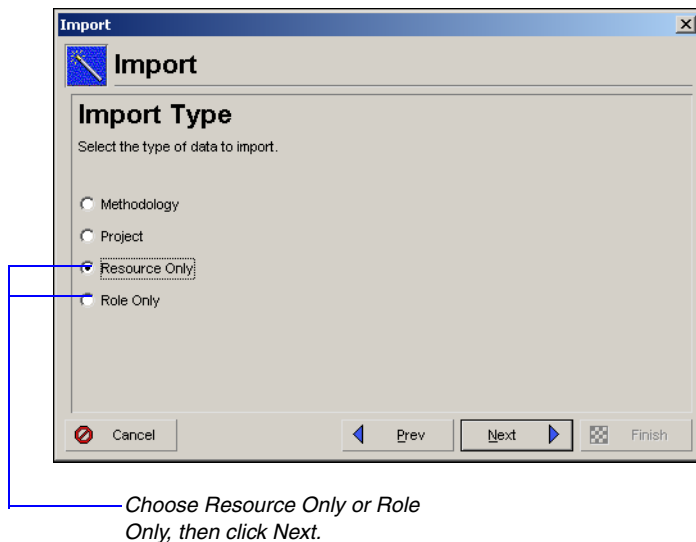 Import
Import
Import Type
Select the type of data to import.
Methodology
Project
Resource Only
Role Only
Cancel
Prev
Next
Finish
Choose Resource Only or Role
Only, then click Next.